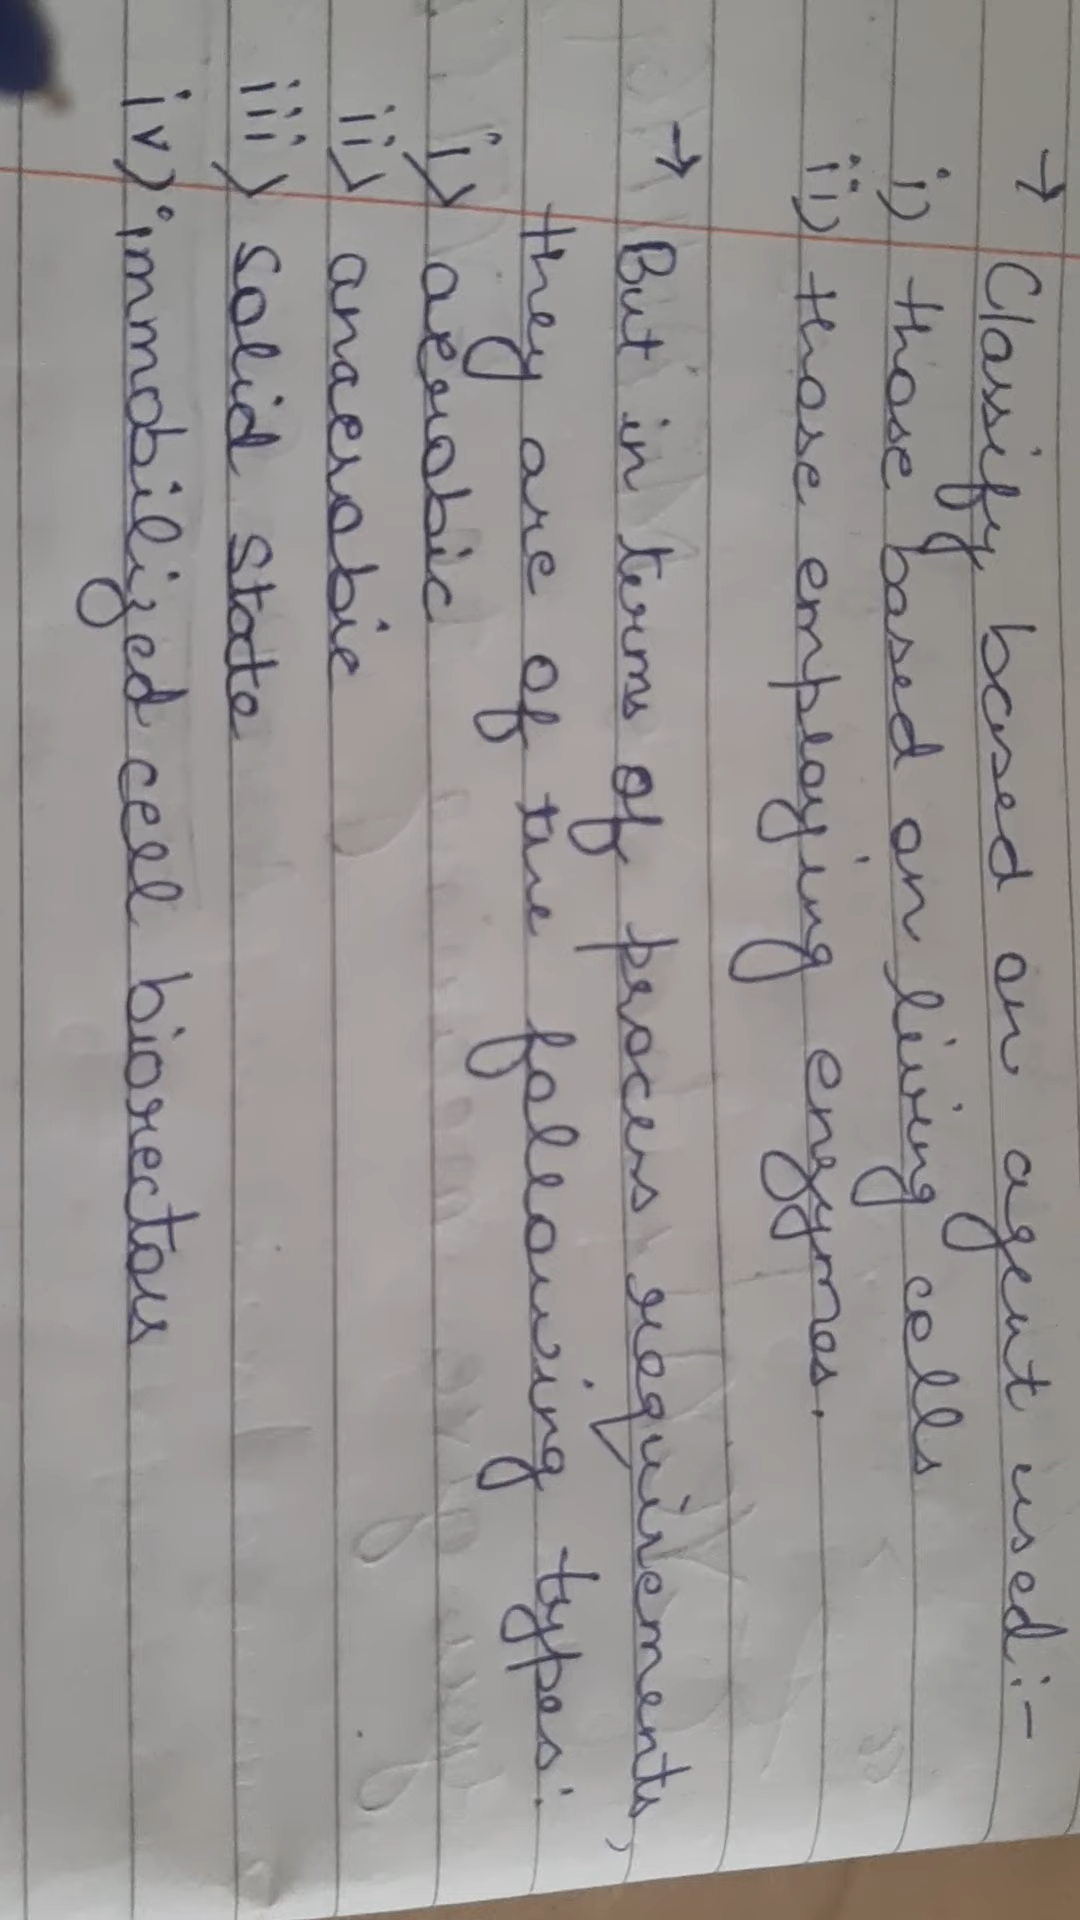 → Classify based on agent used:-
i) those based on living cells
ii) those employing enzymes.
→ But in terms of process requirements,
they are of the following types:
i) aerobic
ii) anaerobic
iii) solid state
iv) immobilized cell biorectors